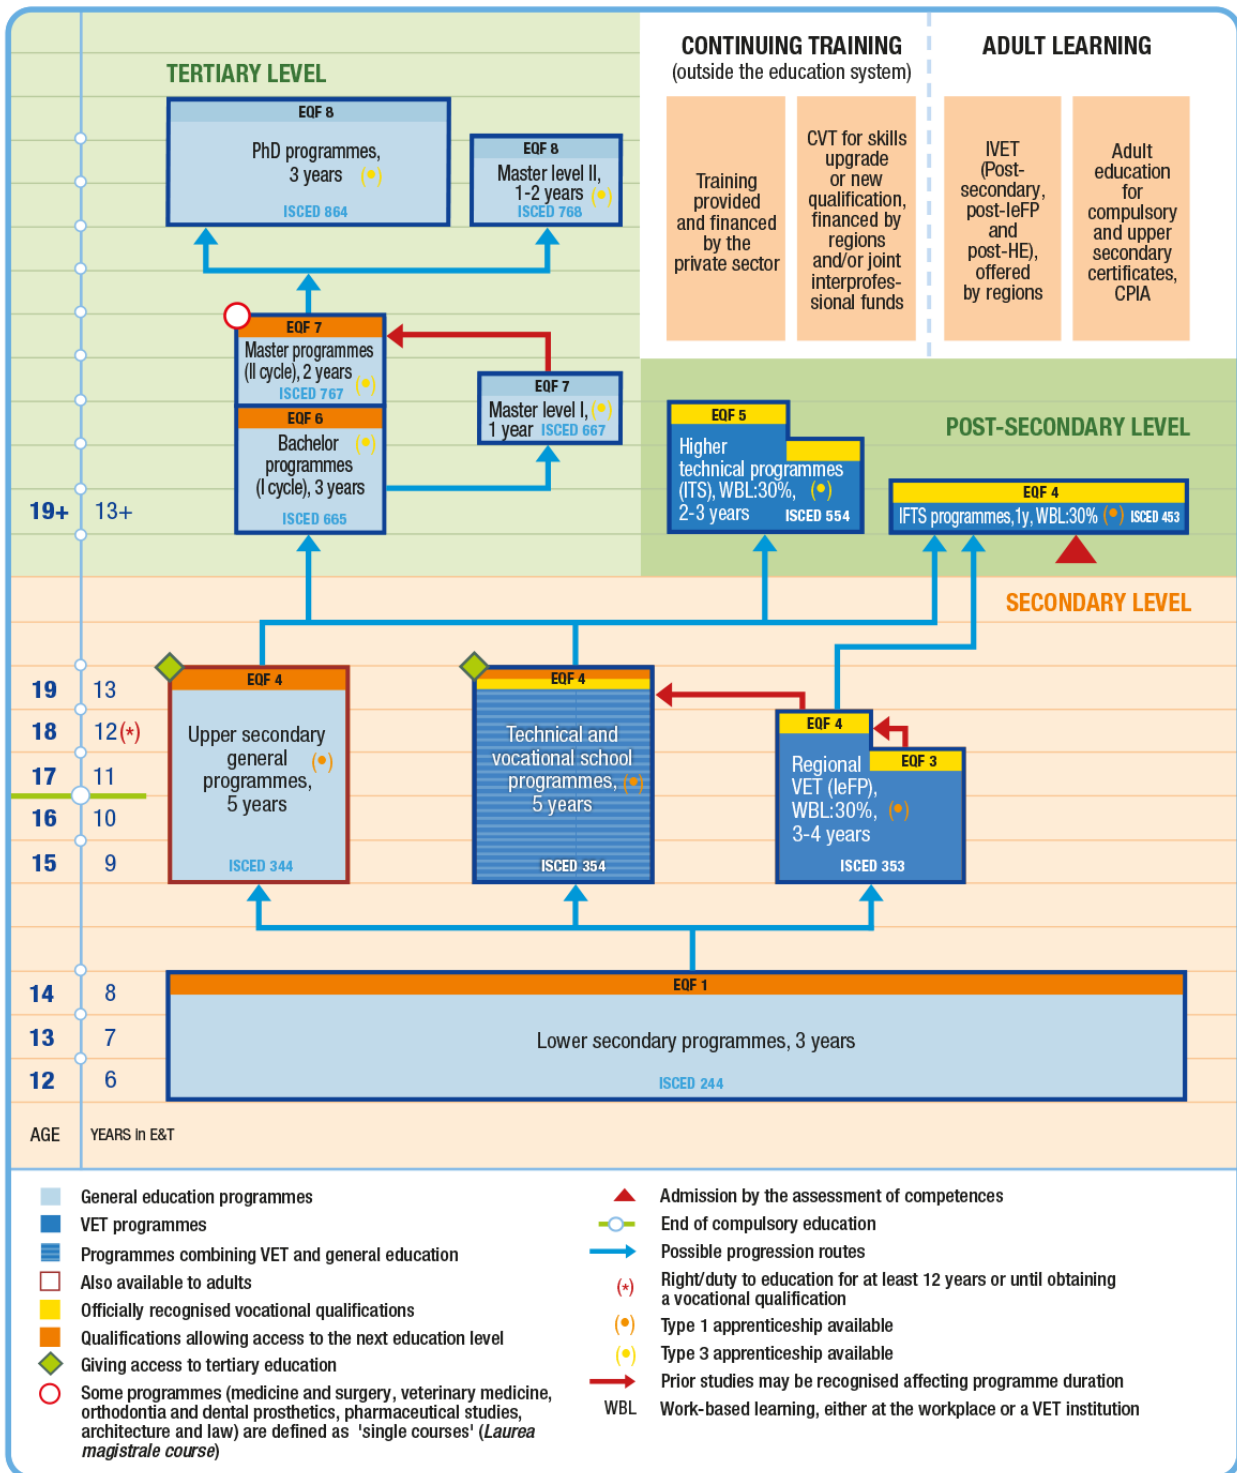 TERTIARY LEVEL
CONTINUING TRAINING
(outside the education system)
ADULT LEARNING
Training
provided
and financed
by the
private sector
CVT for skills
upgrade
or new
qualification,
financed by
regions
and/or joint
interprofes-
sional funds
IVET
(Post-
secondary,
post-IeFP
and
post-HE),
offered
by regions
Adult
education
for
compulsory
and upper
secondary
certificates,
CPIA
EQF 8
PhD programmes,
3 years (•)
ISCED 864
EQF 8
Master level II,
1-2 years (•)
ISCED 768
EQF 7
Master programmes
(II cycle), 2 years
(•)
ISCED 767
EQF 6
Bachelor (•)
programmes
(I cycle), 3 years
ISCED 665
EQF 7
Master level I, (•)
1 year ISCED 667
POST-SECONDARY LEVEL
EQF 5
Higher
technical programmes
(ITS), WBL:30%, (•)
2-3 years ISCED 554
EQF 4
IFTS programmes,1y, WBL:30% (•) ISCED 453
19+ 13+
SECONDARY LEVEL
19 13
18 12(*)
17 11
16 10
15 9
EQF 4
Upper secondary
general (•)
programmes,
5 years
ISCED 344
EQF 4
Technical and
vocational school
programmes, (•)
5 years
ISCED 354
EQF 4
EQF 3
Regional
VET (IeFP),
WBL:30%, (•)
3-4 years
ISCED 353
14 8
13 7
12 6
EQF 1
Lower secondary programmes, 3 years
ISCED 244
AGE YEARS in E&T
General education programmes
VET programmes
Programmes combining VET and general education
Also available to adults
Officially recognised vocational qualifications
Qualifications allowing access to the next education level
Giving access to tertiary education
Some programmes (medicine and surgery, veterinary medicine,
orthodontia and dental prosthetics, pharmaceutical studies,
architecture and law) are defined as 'single courses' (Laurea
magistrale course)
Admission by the assessment of competences
End of compulsory education
Possible progression routes
(*) Right/duty to education for at least 12 years or until obtaining
a vocational qualification
(•) Type 1 apprenticeship available
(•) Type 3 apprenticeship available
Prior studies may be recognised affecting programme duration
WBL Work-based learning, either at the workplace or a VET institution